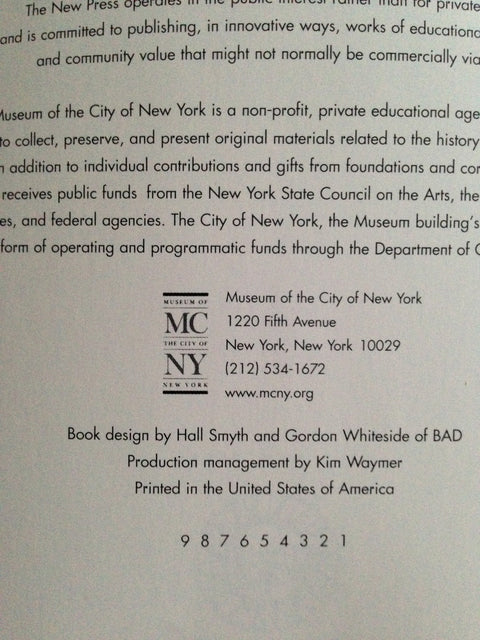 The New Press operates in the public interest rather than for private
and is committed to publishing, in innovative ways, works of
and community value that might not normally be commercially
Museum of the City of New York is a non-profit, private educational
to collect, preserve, and present original materials related to the history
addition to individual contributions and gifts from foundations and
receives public funds from the New York State Council on the Arts, the
and federal agencies. The City of New York, the Museum building's
form of operating and programmatic funds through the Department of
MUSEUM OF
MC
THE CITY OF
NY
NEW YORK
Museum of the City of New York
1220 Fifth Avenue
New York, New York 10029
(212) 534-1672
www.mcny.org
Book design by Hall Smyth and Gordon Whiteside of BAD
Production management by Kim Waymer
Printed in the United States of America
9 8 7 6 5 4 3 2 1